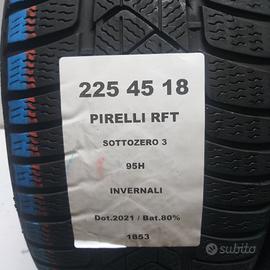 225 45 18
PIRELLI RFT
SOTTOZERO 3
95H
INVERNALI
Dot.2021 / Bat.80%
1853
subito